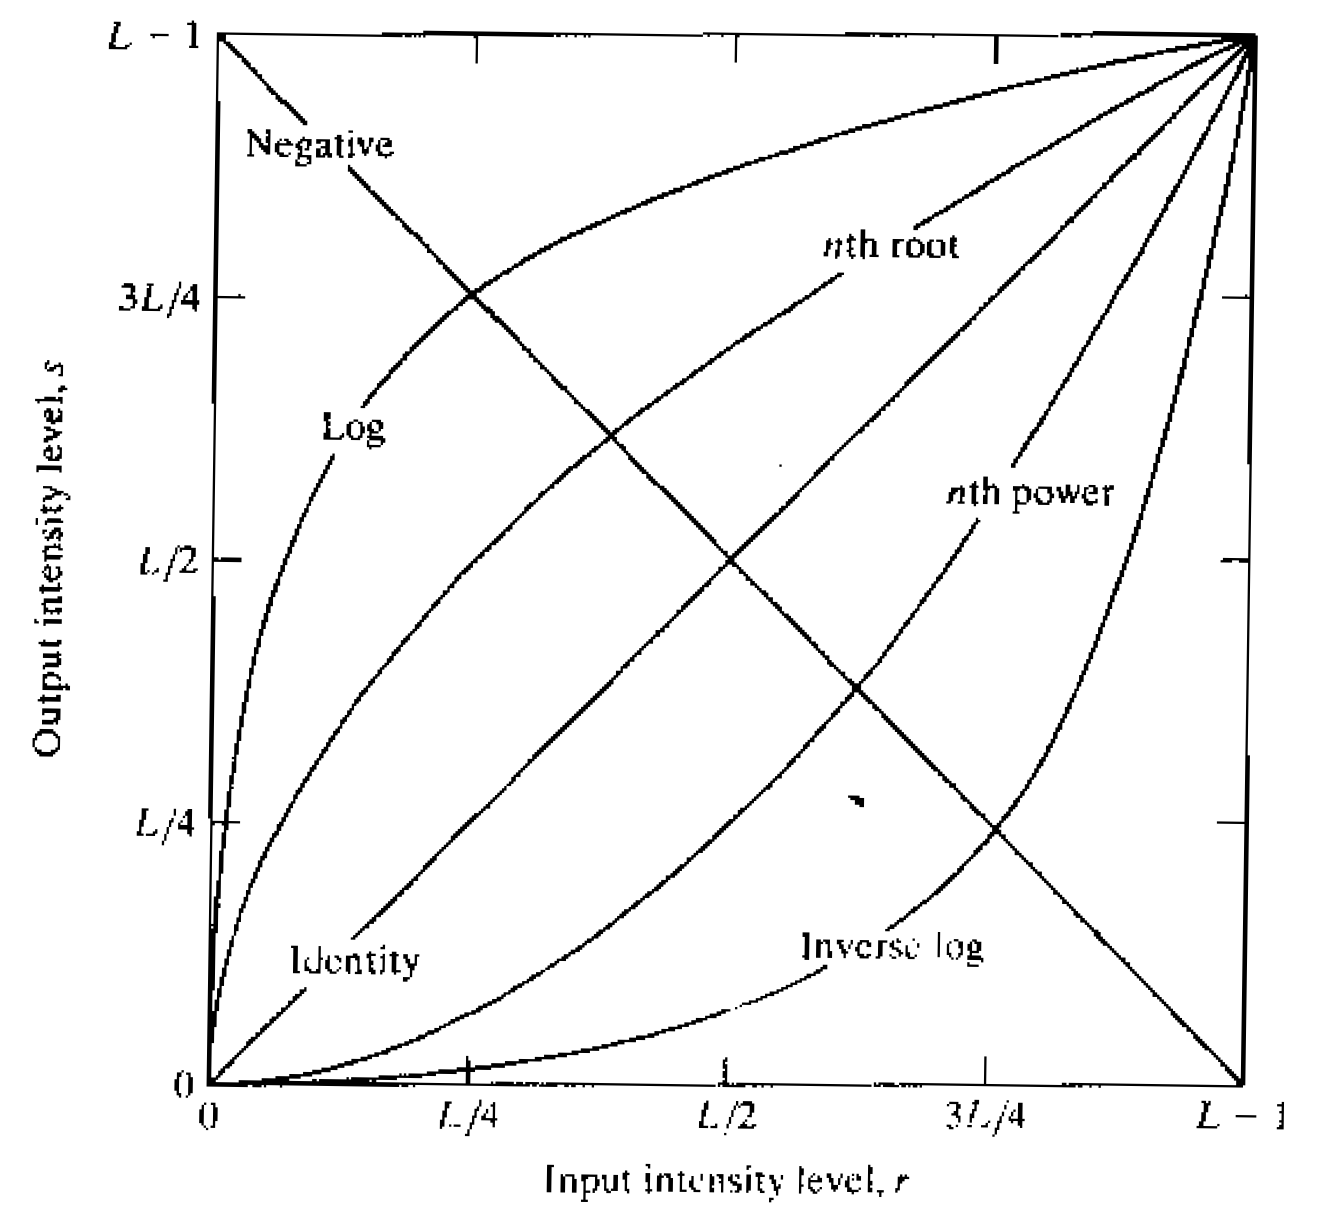 L − 1
Negative
nth root
3L/4
Log
nth power
L/2
L/4
Inverse log
Identity
0
0 L/4 L/2 3L/4 L − 1
Input intensity level, r
Output intensity level, s